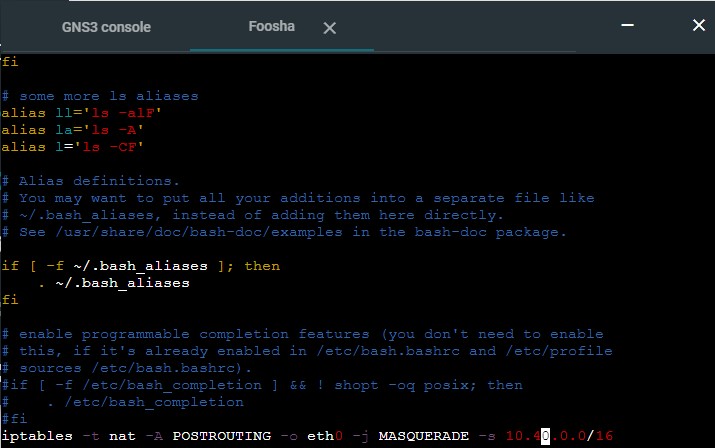 GNS3 console
Foosha
fi
# some more ls aliases
alias ll='ls -alF'
alias la='ls -A'
alias l='ls -CF'
# Alias definitions.
# You may want to put all your additions into a separate file like
# ~/.bash_aliases, instead of adding them here directly.
# See /usr/share/doc/bash-doc/examples in the bash-doc package.
if [ -f ~/.bash_aliases ]; then
    . ~/.bash_aliases
fi
# enable programmable completion features (you don't need to enable
# this, if it's already enabled in /etc/bash.bashrc and /etc/profile
# sources /etc/bash.bashrc).
#if [ -f /etc/bash_completion ] && ! shopt -oq posix; then
#    . /etc/bash_completion
#fi
iptables -t nat -A POSTROUTING -o eth0 -j MASQUERADE -s 10.40.0.0/16